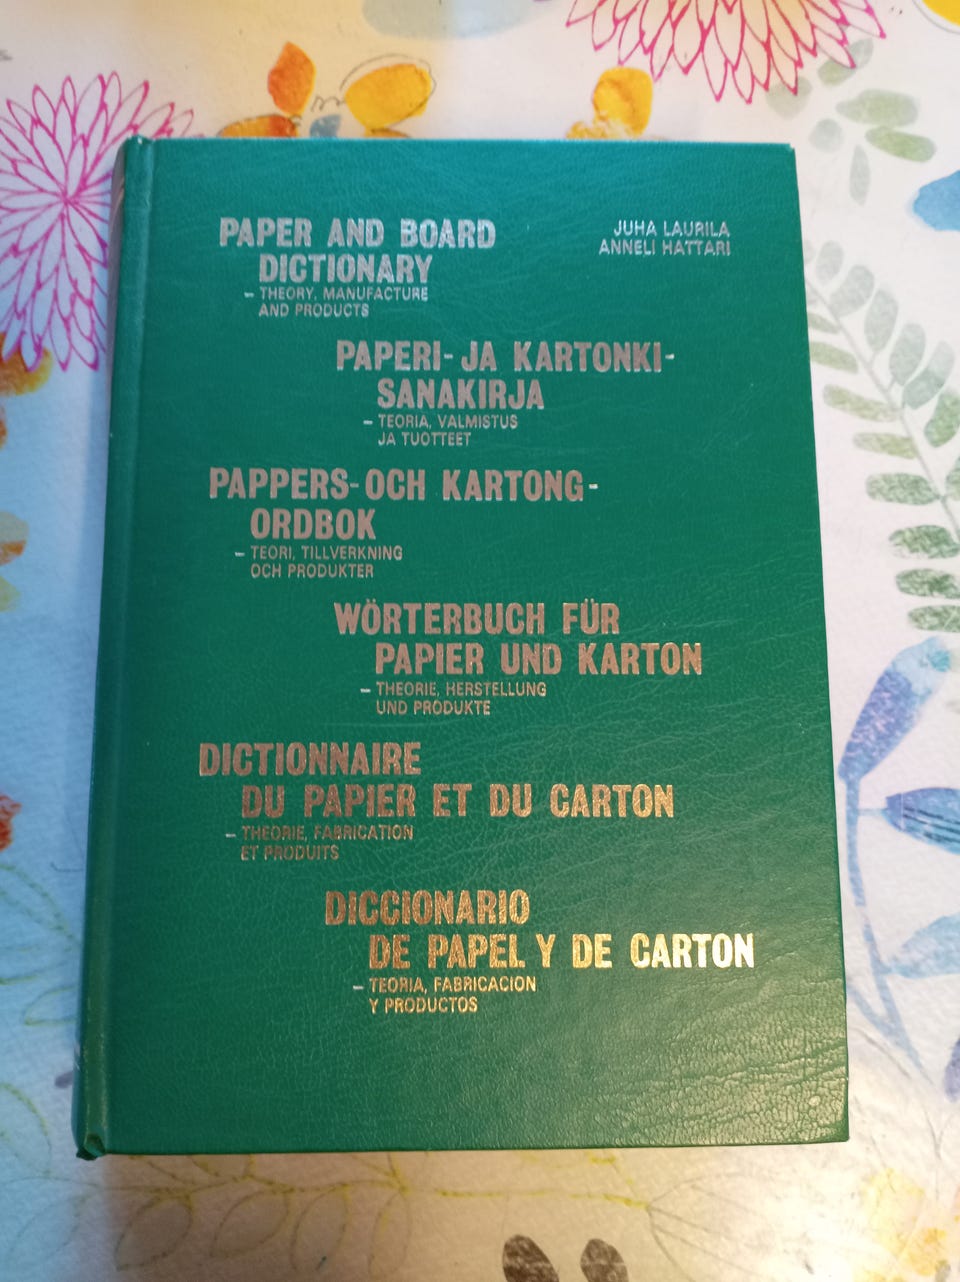 PAPER AND BOARD
DICTIONARY
– THEORY, MANUFACTURE
AND PRODUCTS
JUHA LAURILA
ANNELI HATTARI
PAPERI- JA KARTONKI-
SANAKIRJA
– TEORIA, VALMISTUS
JA TUOTTEET
PAPPERS- OCH KARTONG-
ORDBOK
– TEORI, TILLVERKNING
OCH PRODUKTER
WÖRTERBUCH FÜR
PAPIER UND KARTON
– THEORIE, HERSTELLUNG
UND PRODUKTE
DICTIONNAIRE
DU PAPIER ET DU CARTON
– THEORIE, FABRICATION
ET PRODUITS
DICCIONARIO
DE PAPEL Y DE CARTON
– TEORIA, FABRICACION
Y PRODUCTOS